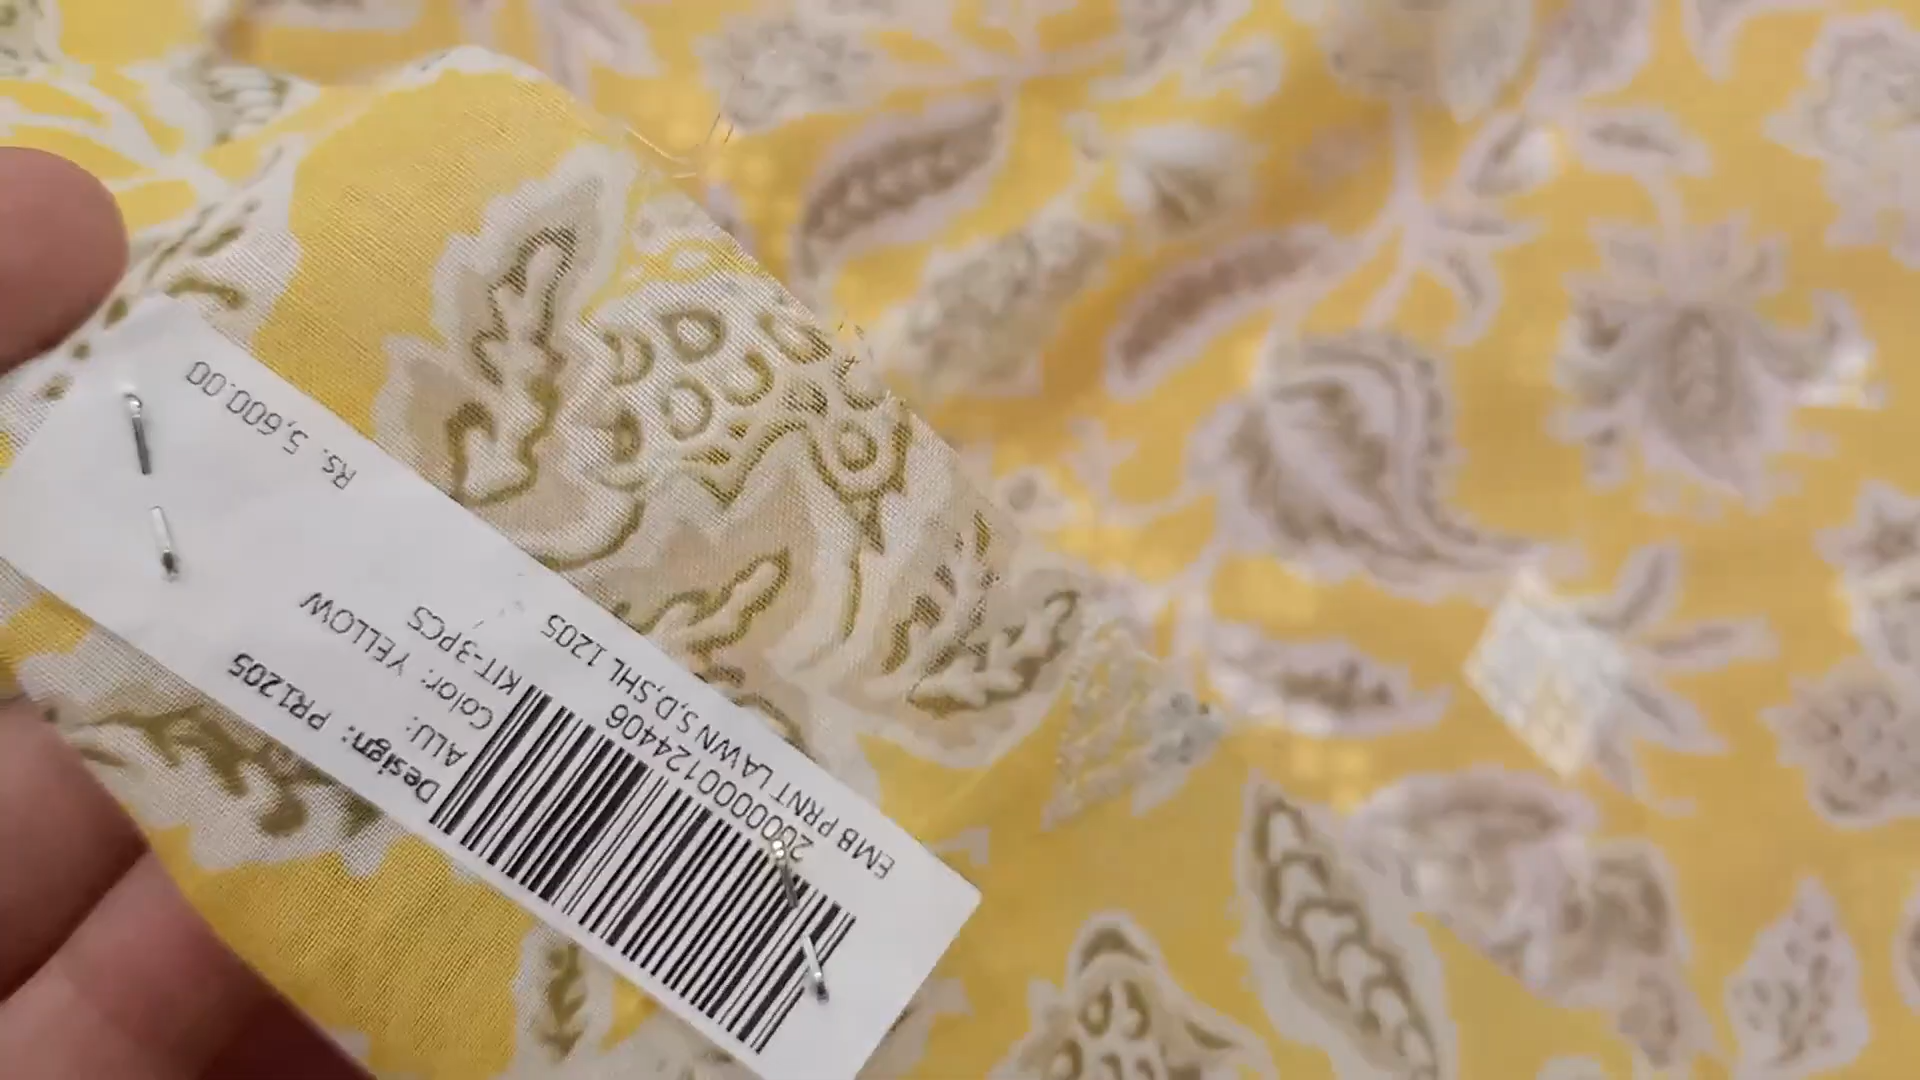 EMB PRNT LAWN S,D,SHL 1205
2000000124406
KIT-3PCS
Color: YELLOW
ALU:
Design: PR1205
Rs. 5,600.00